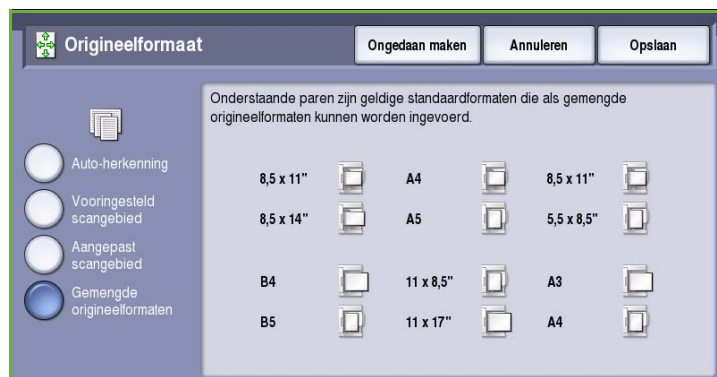 Origineelformaat
Ongedaan maken
Annuleren
Opslaan
Onderstaande paren zijn geldige standaardformaten die als gemengde
origineelformaten kunnen worden ingevoerd.
Auto-herkenning
Vooringesteld
scangebied
Aangepast
scangebied
Gemengde
origineelformaten
8,5 x 11" A4 8,5 x 11"
8,5 x 14" A5 5,5 x 8,5"
B4 11 x 8,5" A3
B5 11 x 17" A4